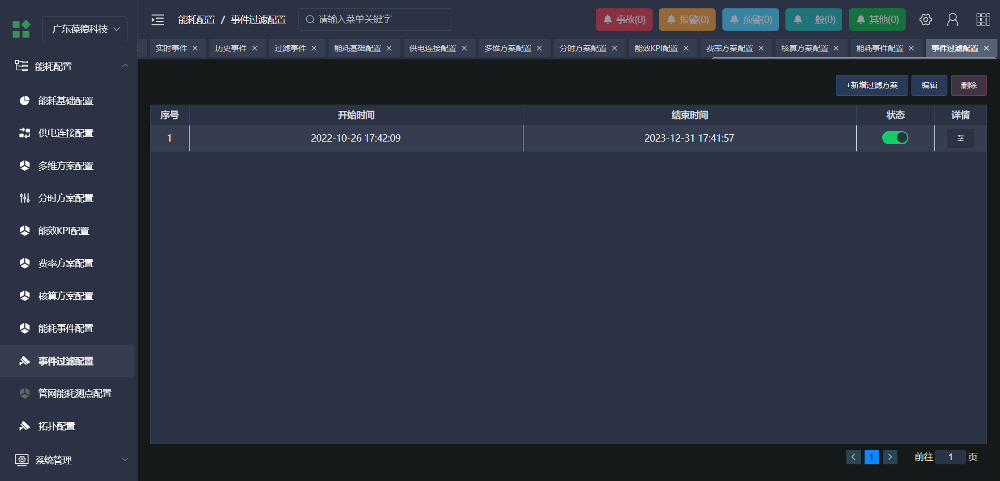 广东葆德科技
能耗配置 / 事件过滤配置
请输入菜单关键字
事故(0)
报警(0)
预警(0)
一般(0)
其他(0)
实时事件
历史事件
过滤事件
能耗基础配置
供电连接配置
多维方案配置
分时方案配置
能效KPI配置
费率方案配置
核算方案配置
能耗事件配置
事件过滤配置
能耗配置
能耗基础配置
供电连接配置
多维方案配置
分时方案配置
能效KPI配置
费率方案配置
核算方案配置
能耗事件配置
事件过滤配置
管网能耗测点配置
拓扑配置
系统管理
+新增过滤方案
编辑
删除
序号 开始时间 结束时间 状态 详情
1 2022-10-26 17:42:09 2023-12-31 17:41:57
1 前往 1 页